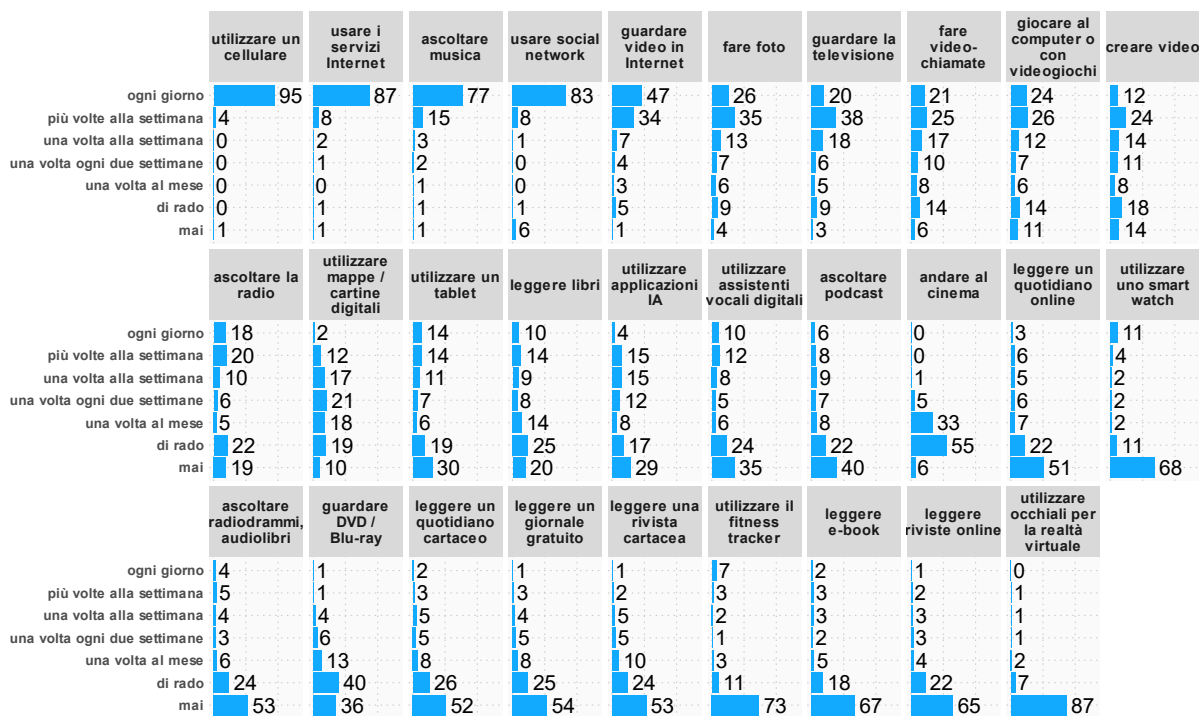 utilizzare un cellulare
usare i servizi Internet
ascoltare musica
usare social network
guardare video in Internet
fare foto
guardare la televisione
fare video-chiamate
giocare al computer o con videogiochi
creare video
ogni giorno 95 87 77 83 47 26 20 21 24 12
più volte alla settimana 4 8 15 8 34 35 38 25 26 24
una volta alla settimana 0 2 3 1 7 13 18 17 12 14
una volta ogni due settimane 0 1 2 0 4 7 6 10 7 11
una volta al mese 0 0 1 0 3 6 5 8 6 8
di rado 0 1 1 1 5 9 9 14 14 18
mai 1 1 1 6 1 4 3 6 11 14
ascoltare la radio
utilizzare mappe / cartine digitali
utilizzare un tablet
leggere libri
utilizzare applicazioni IA
utilizzare assistenti vocali digitali
ascoltare podcast
andare al cinema
leggere un quotidiano online
utilizzare uno smart watch
ogni giorno 18 2 14 10 4 10 6 0 3 11
più volte alla settimana 20 12 14 14 15 12 8 0 6 4
una volta alla settimana 10 17 11 9 15 8 9 1 5 2
una volta ogni due settimane 6 21 7 8 12 5 7 5 6 2
una volta al mese 5 18 6 14 8 6 8 33 7 2
di rado 22 19 19 25 17 24 22 55 22 11
mai 19 10 30 20 29 35 40 6 51 68
ascoltare radiodrammi, audiolibri
guardare DVD / Blu-ray
leggere un quotidiano cartaceo
leggere un giornale gratuito
leggere una rivista cartacea
utilizzare il fitness tracker
leggere e-book
leggere riviste online
utilizzare occhiali per la realtà virtuale
ogni giorno 4 1 2 1 1 7 2 1 0
più volte alla settimana 5 1 3 3 2 3 3 2 1
una volta alla settimana 4 4 5 4 5 2 3 3 1
una volta ogni due settimane 3 6 5 5 5 1 2 3 1
una volta al mese 6 13 8 8 10 3 5 4 2
di rado 24 40 26 25 24 11 18 22 7
mai 53 36 52 54 53 73 67 65 87